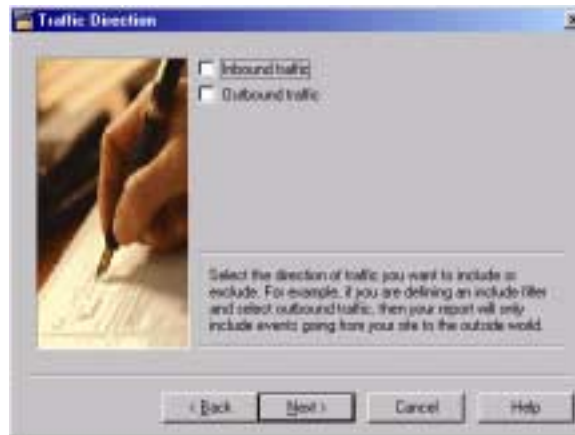 Traffic Direction
Inbound traffic
Outbound traffic
Select the direction of traffic you want to include or
exclude. For example, if you are defining an include filter
and select outbound traffic, then your report will only
include events going from your site to the outside world.
< Back
Next >
Cancel
Help